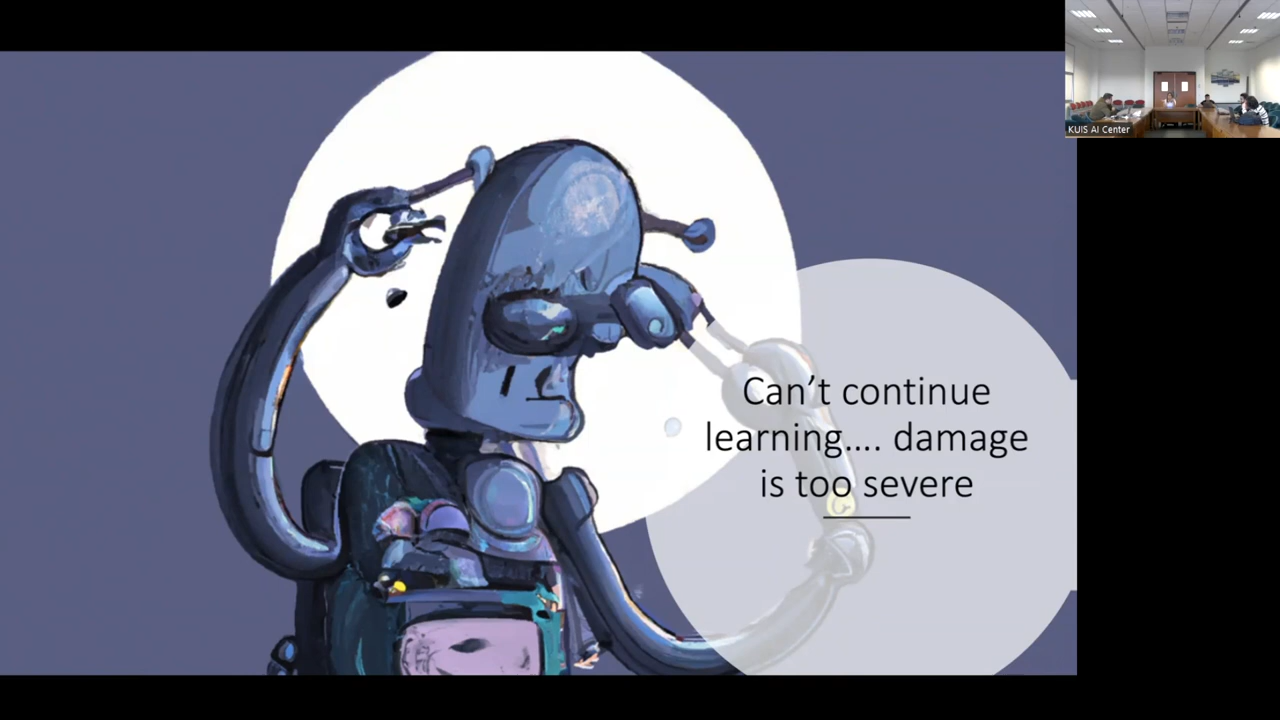 KUIS AI Center
Can’t continue
learning…. damage
is too severe